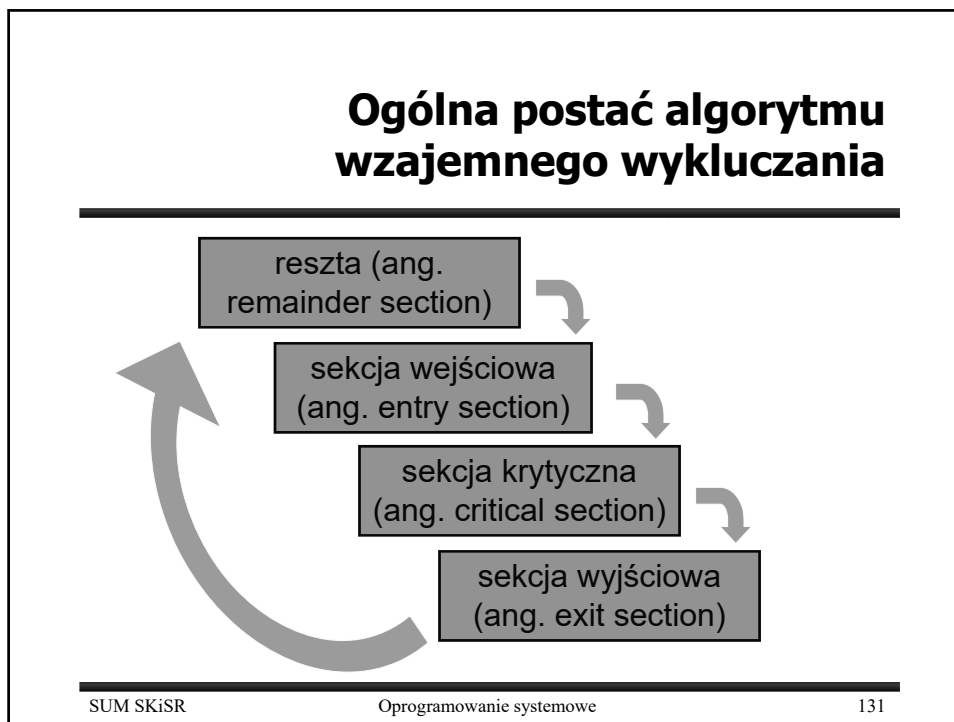 Ogólna postać algorytmu
wzajemnego wykluczania
reszta (ang.
remainder section)
sekcja wejściowa
(ang. entry section)
sekcja krytyczna
(ang. critical section)
sekcja wyjściowa
(ang. exit section)
SUM SKiSR Oprogramowanie systemowe 131